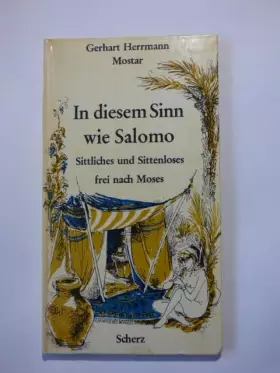 Gerhart Herrmann
Mostar
In diesem Sinn
wie Salomo
Sittliches und Sittenloses
frei nach Moses
Scherz